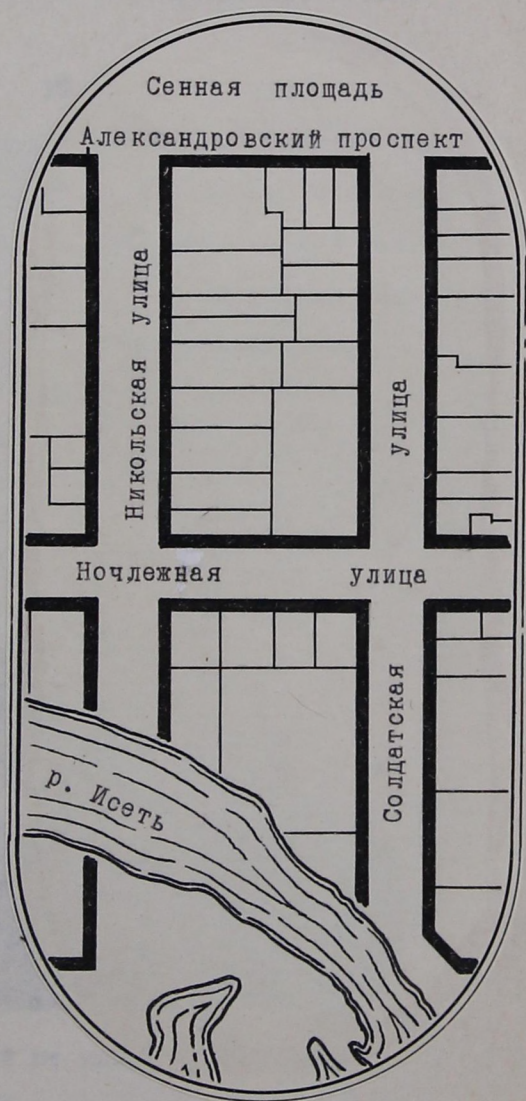 Сенная площадь
Александровский проспект
Никольская улица
улица
Ночлежная улица
Солдатская
р. Исеть